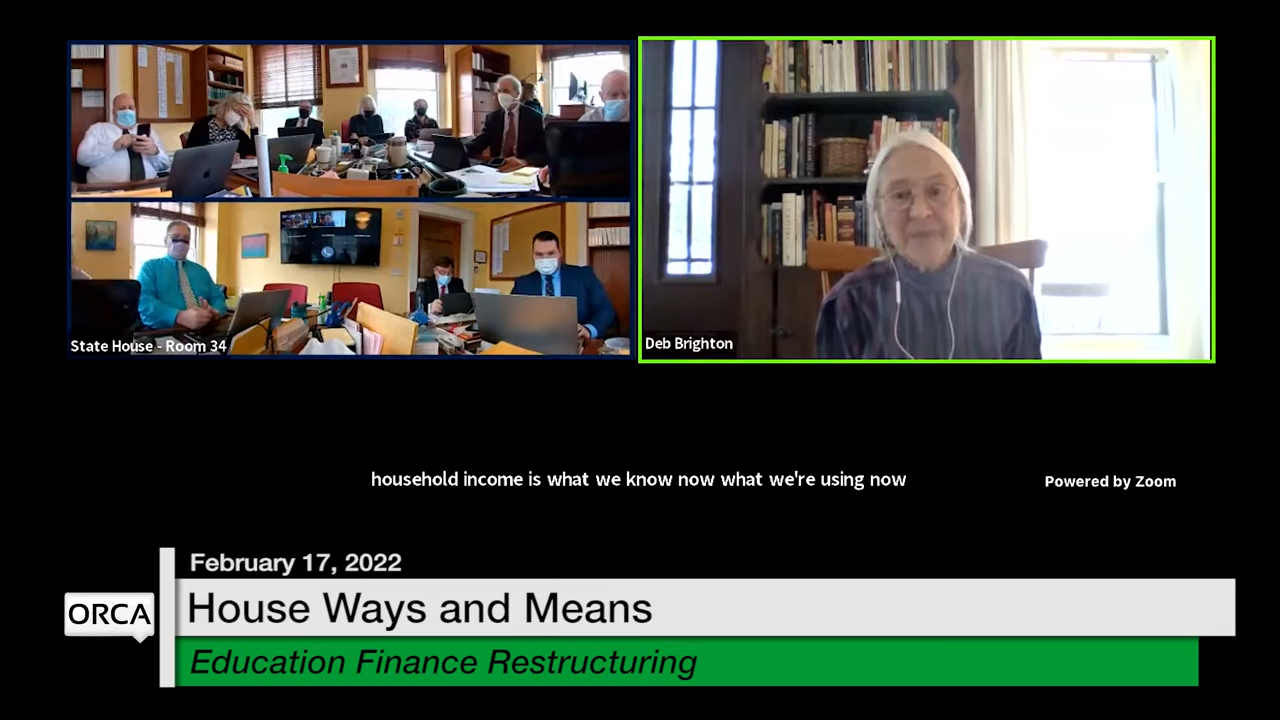 State House - Room 34
Deb Brighton
household income is what we know now what we're using now
Powered by Zoom
February 17, 2022
ORCA
House Ways and Means
Education Finance Restructuring